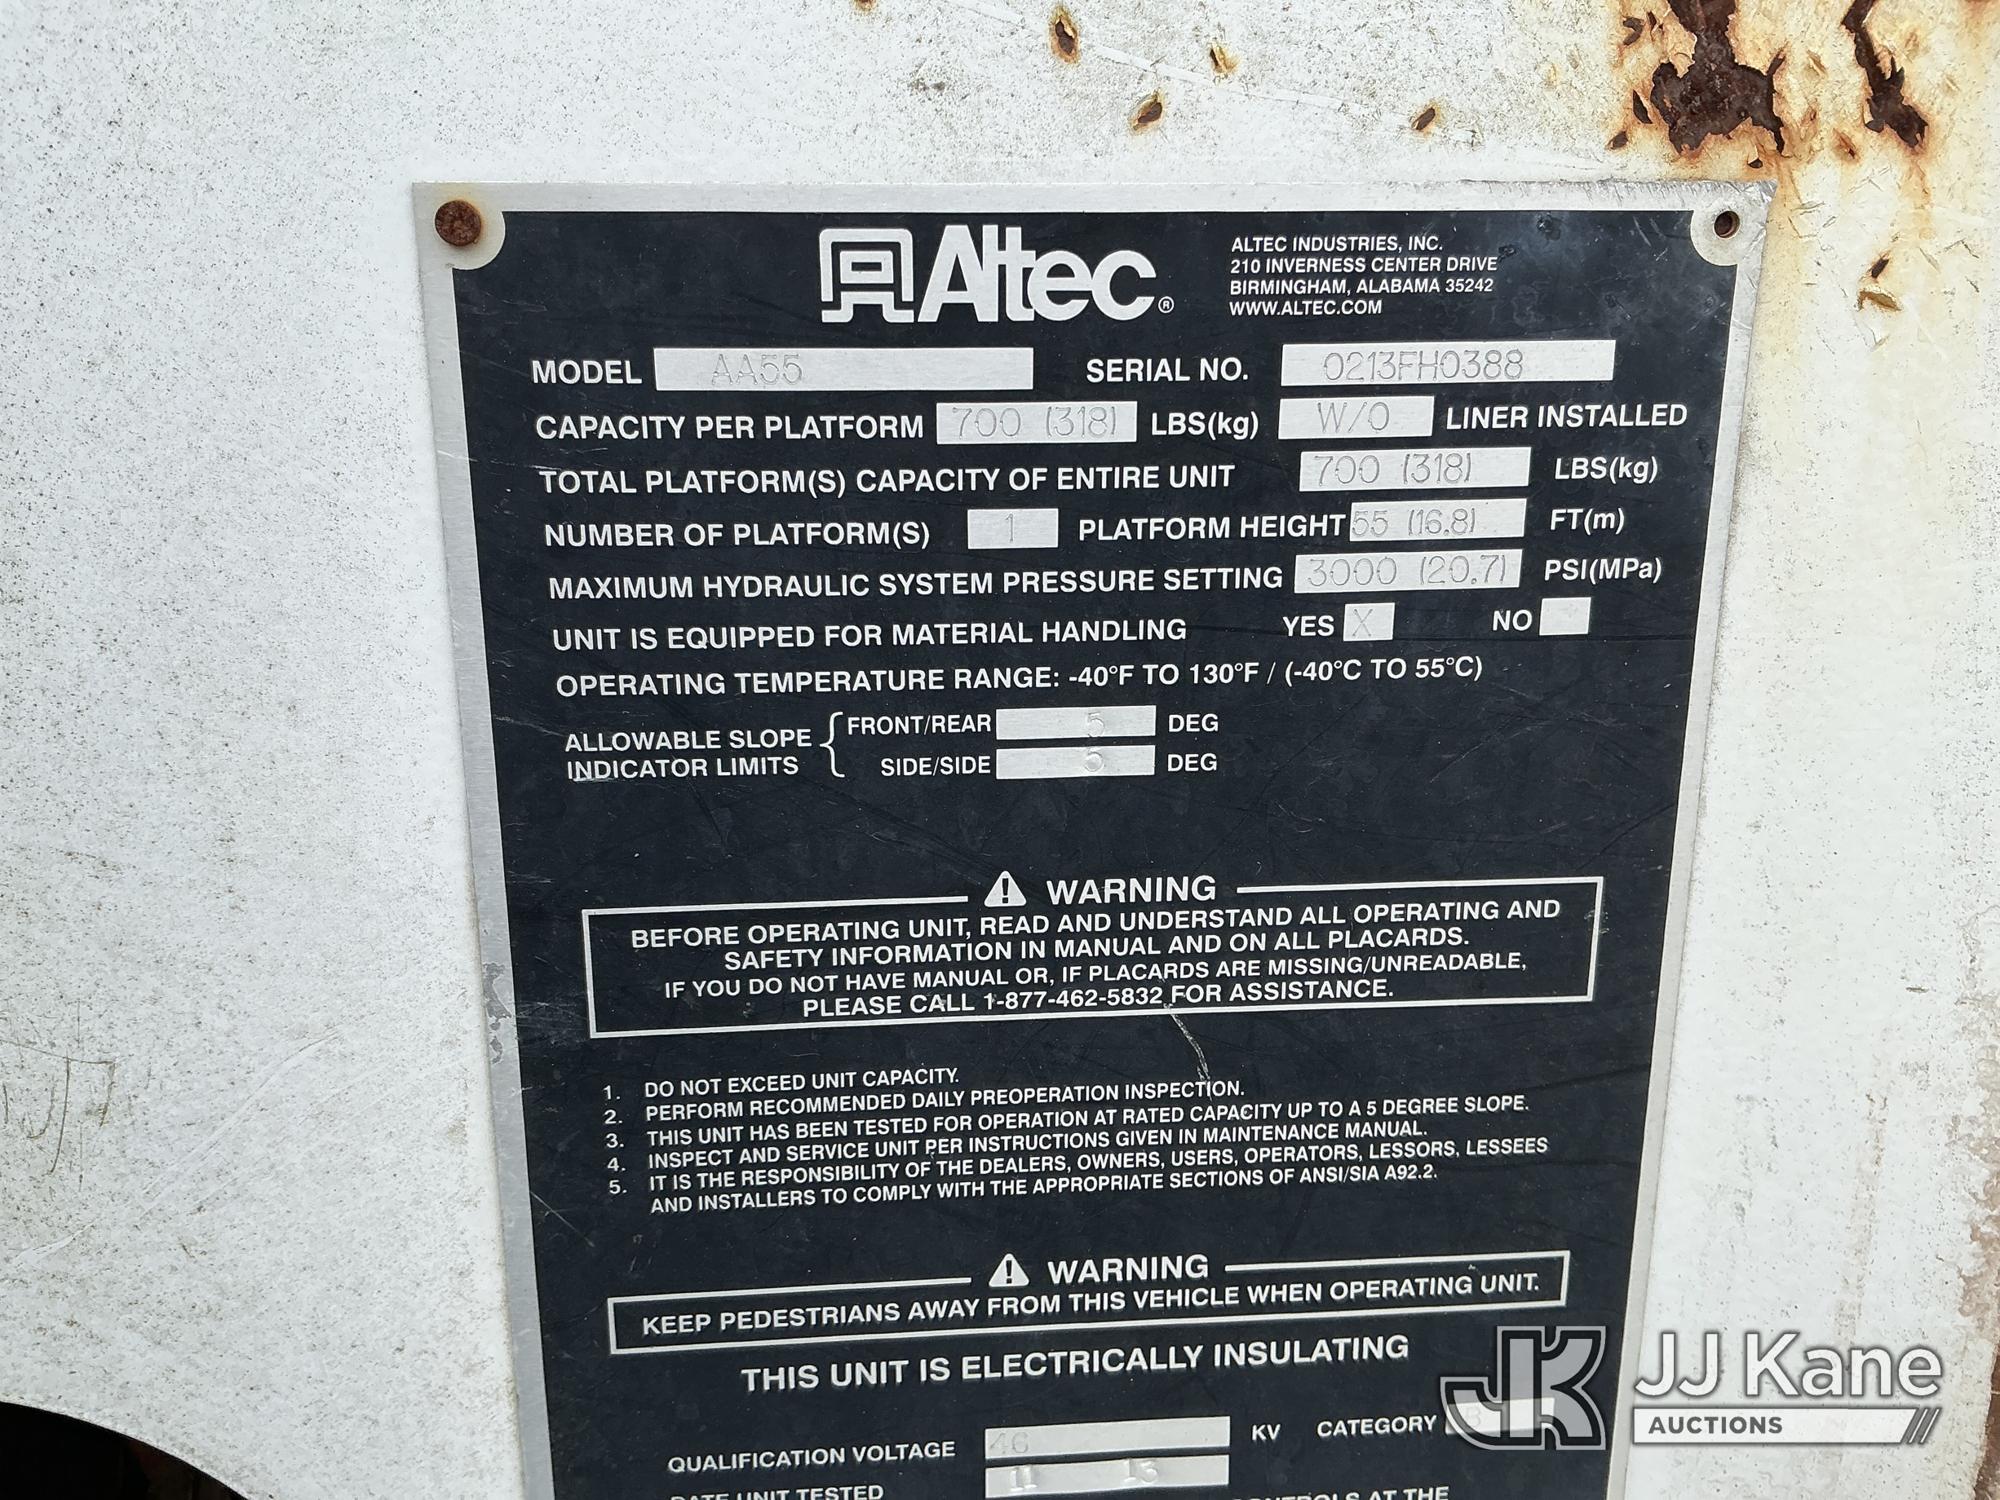 Altec®
ALTEC INDUSTRIES, INC.
210 INVERNESS CENTER DRIVE
BIRMINGHAM, ALABAMA 35242
WWW.ALTEC.COM
MODEL AA55 SERIAL NO. 0213FH0388
CAPACITY PER PLATFORM 700 (318) LBS(kg) W/O LINER INSTALLED
TOTAL PLATFORM(S) CAPACITY OF ENTIRE UNIT 700 (318) LBS(kg)
NUMBER OF PLATFORM(S) 1 PLATFORM HEIGHT 55 (16.8) FT(m)
MAXIMUM HYDRAULIC SYSTEM PRESSURE SETTING 3000 (20.7) PSI(MPa)
UNIT IS EQUIPPED FOR MATERIAL HANDLING YES X NO
OPERATING TEMPERATURE RANGE: -40°F TO 130°F / (-40°C TO 55°C)
ALLOWABLE SLOPE INDICATOR LIMITS
FRONT/REAR 5 DEG
SIDE/SIDE 5 DEG
WARNING
BEFORE OPERATING UNIT, READ AND UNDERSTAND ALL OPERATING AND
SAFETY INFORMATION IN MANUAL AND ON ALL PLACARDS.
IF YOU DO NOT HAVE MANUAL OR, IF PLACARDS ARE MISSING/UNREADABLE,
PLEASE CALL 1-877-462-5832 FOR ASSISTANCE.
1. DO NOT EXCEED UNIT CAPACITY.
2. PERFORM RECOMMENDED DAILY PREOPERATION INSPECTION.
3. THIS UNIT HAS BEEN TESTED FOR OPERATION AT RATED CAPACITY UP TO A 5 DEGREE SLOPE.
4. INSPECT AND SERVICE UNIT PER INSTRUCTIONS GIVEN IN MAINTENANCE MANUAL.
5. IT IS THE RESPONSIBILITY OF THE DEALERS, OWNERS, USERS, OPERATORS, LESSORS, LESSEES
AND INSTALLERS TO COMPLY WITH THE APPROPRIATE SECTIONS OF ANSI/SIA A92.2.
WARNING
KEEP PEDESTRIANS AWAY FROM THIS VEHICLE WHEN OPERATING UNIT.
THIS UNIT IS ELECTRICALLY INSULATING
QUALIFICATION VOLTAGE 46 KV CATEGORY B
DATE UNIT TESTED 11 13
CONTROLS AT THE
JK JJ Kane
AUCTIONS